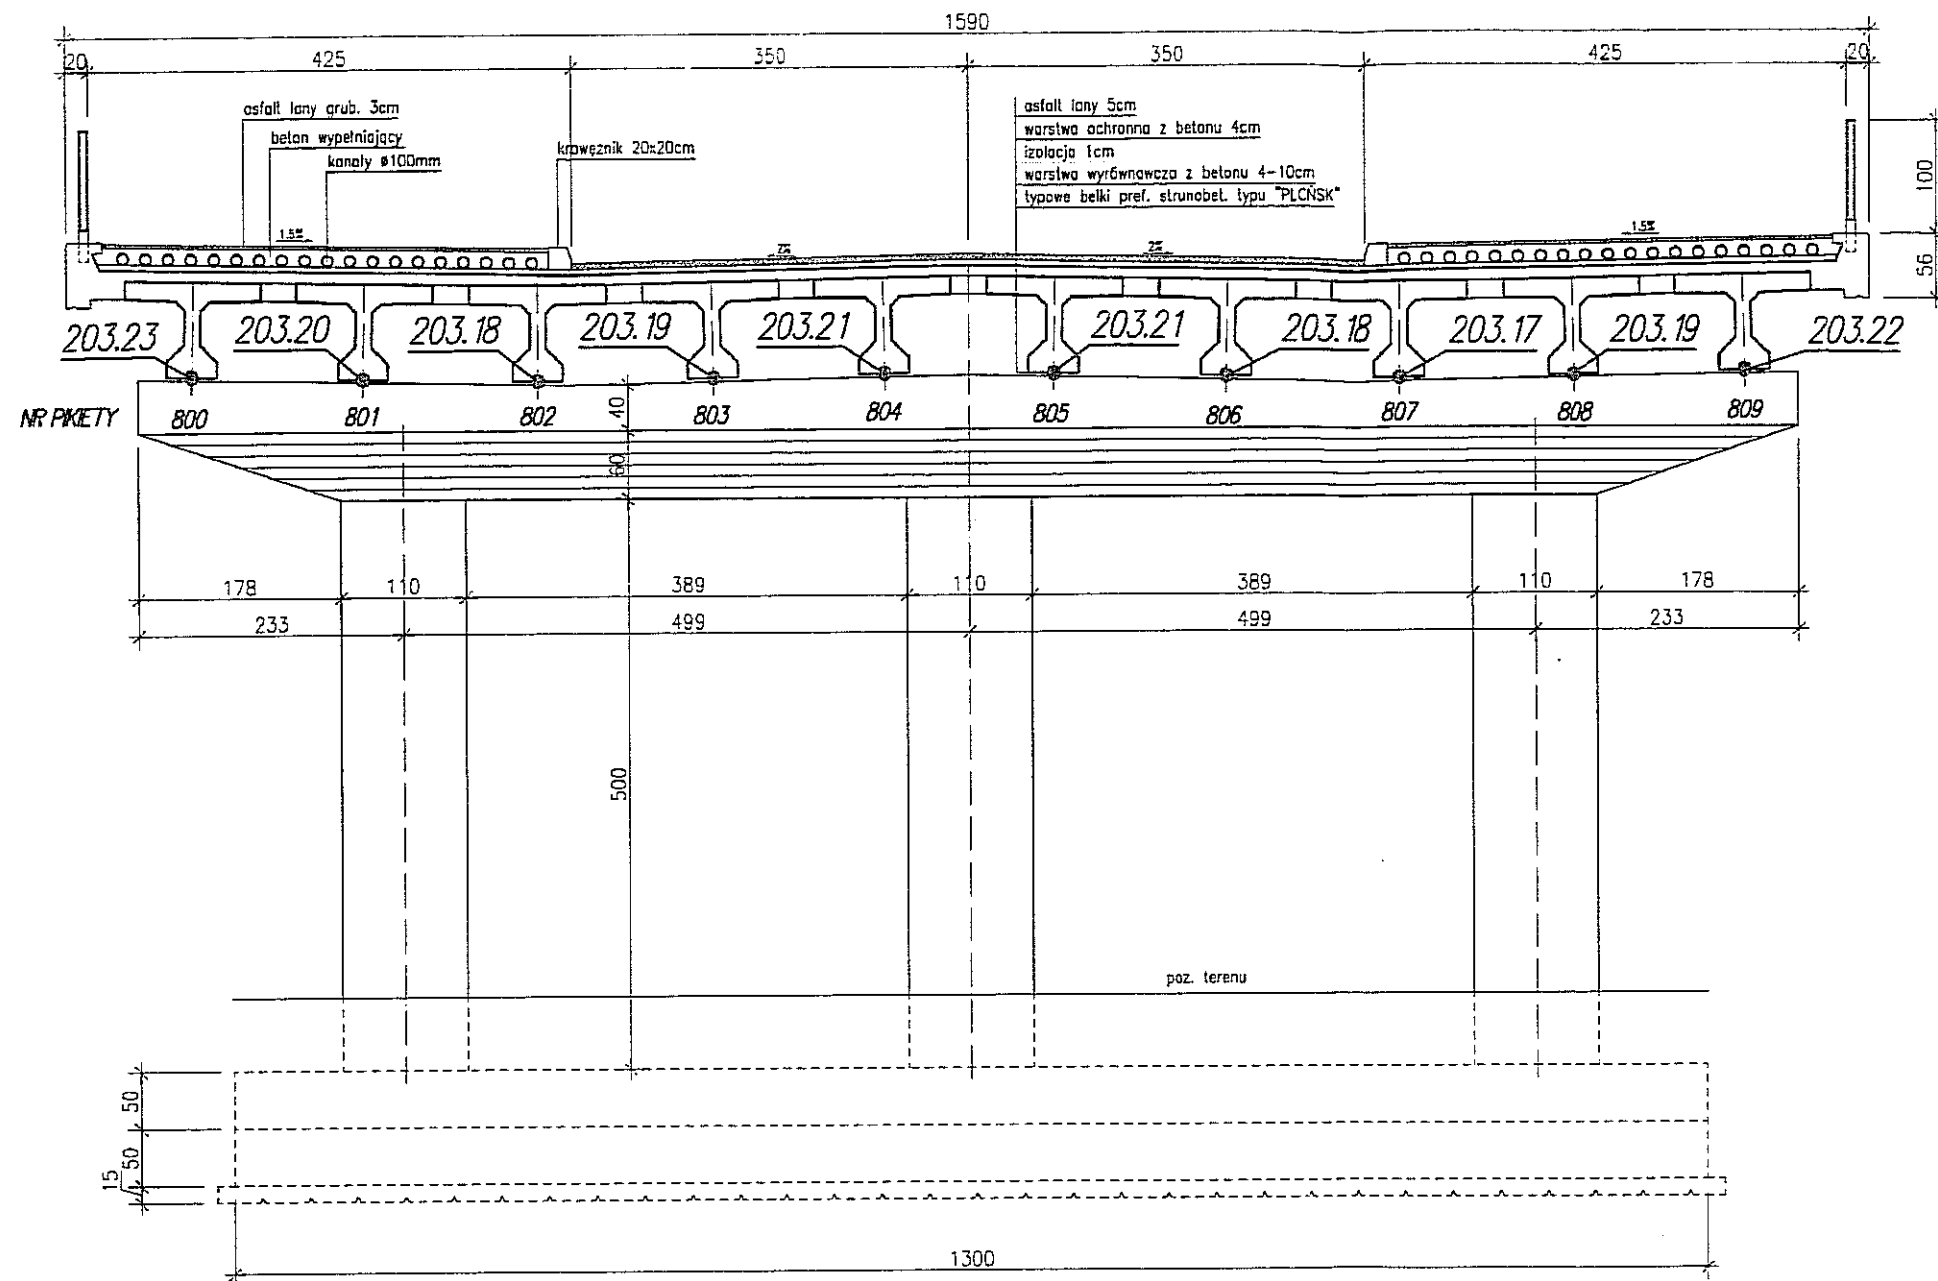 1590
20 425 350 350 425 20
asfalt lany grub. 3cm
beton wypełniający
kanały ø100mm
krawężnik 20x20cm
asfalt lany 5cm
warstwa ochronna z betonu 4cm
izolacja 1cm
warstwa wyrównawcza z betonu 4-10cm
typowe belki pref. strunobet. typu "PŁOŃSK"
100
56
1.5% 2% 2% 1.5%
203.23 203.20 203.18 203.19 203.21 203.21 203.18 203.17 203.19 203.22
NR PIKIETY 800 801 802 803 804 805 806 807 808 809
40
60
178 110 389 110 389 110 178
233 499 499 233
500
poz. terenu
50
50
15
1300